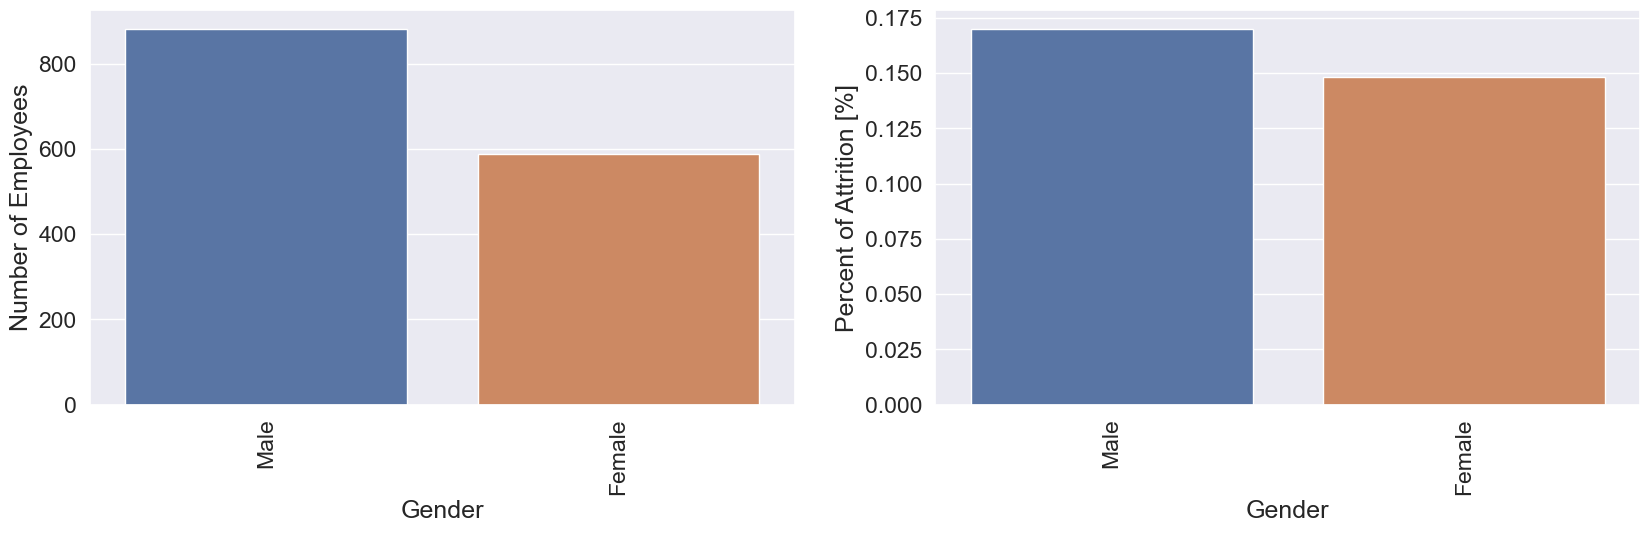 Number of Employees
800
600
400
200
0
Male
Female
Gender
Percent of Attrition [%]
0.175
0.150
0.125
0.100
0.075
0.050
0.025
0.000
Male
Female
Gender